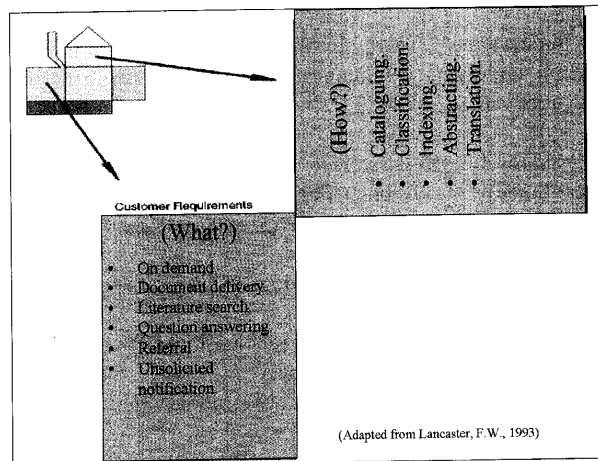 (How?)
• Cataloguing.
• Classification.
• Indexing.
• Abstracting.
• Translation.
Customer Requirements
(What?)
• On demand
• Document delivery
• Literature search
• Question answering
• Referral
• Unsolicited
notification
(Adapted from Lancaster, F.W., 1993)